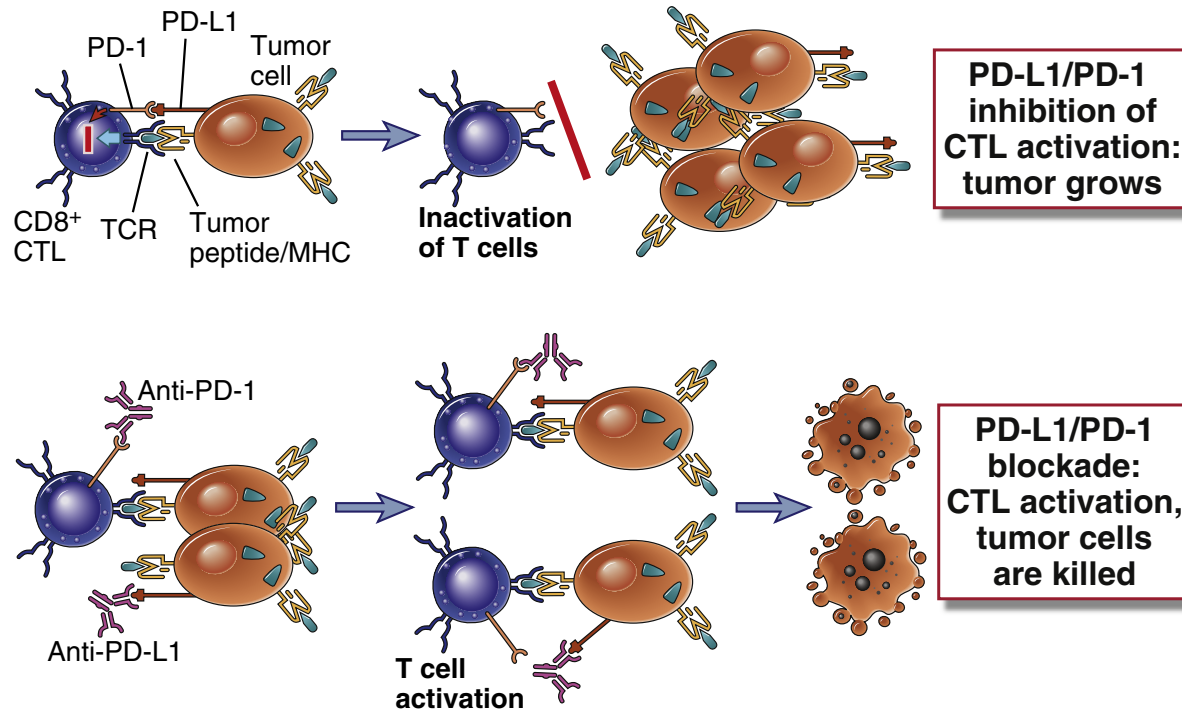 PD-L1
PD-1
Tumor
cell
CD8⁺
CTL
TCR
Tumor
peptide/MHC
Inactivation
of T cells
PD-L1/PD-1
inhibition of
CTL activation:
tumor grows
Anti-PD-1
Anti-PD-L1
T cell
activation
PD-L1/PD-1
blockade:
CTL activation,
tumor cells
are killed